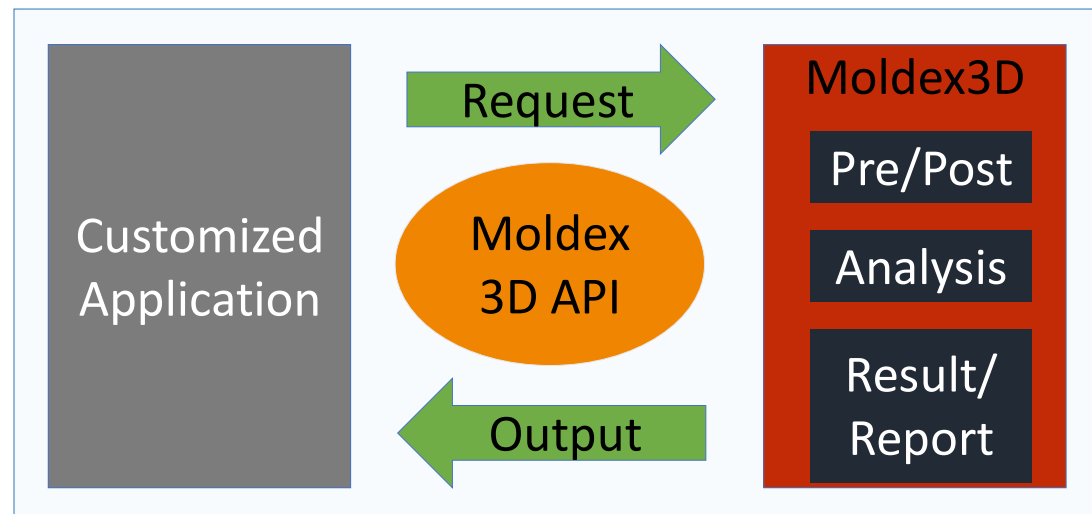 Customized
Application
Request
Moldex
3D API
Output
Moldex3D
Pre/Post
Analysis
Result/
Report